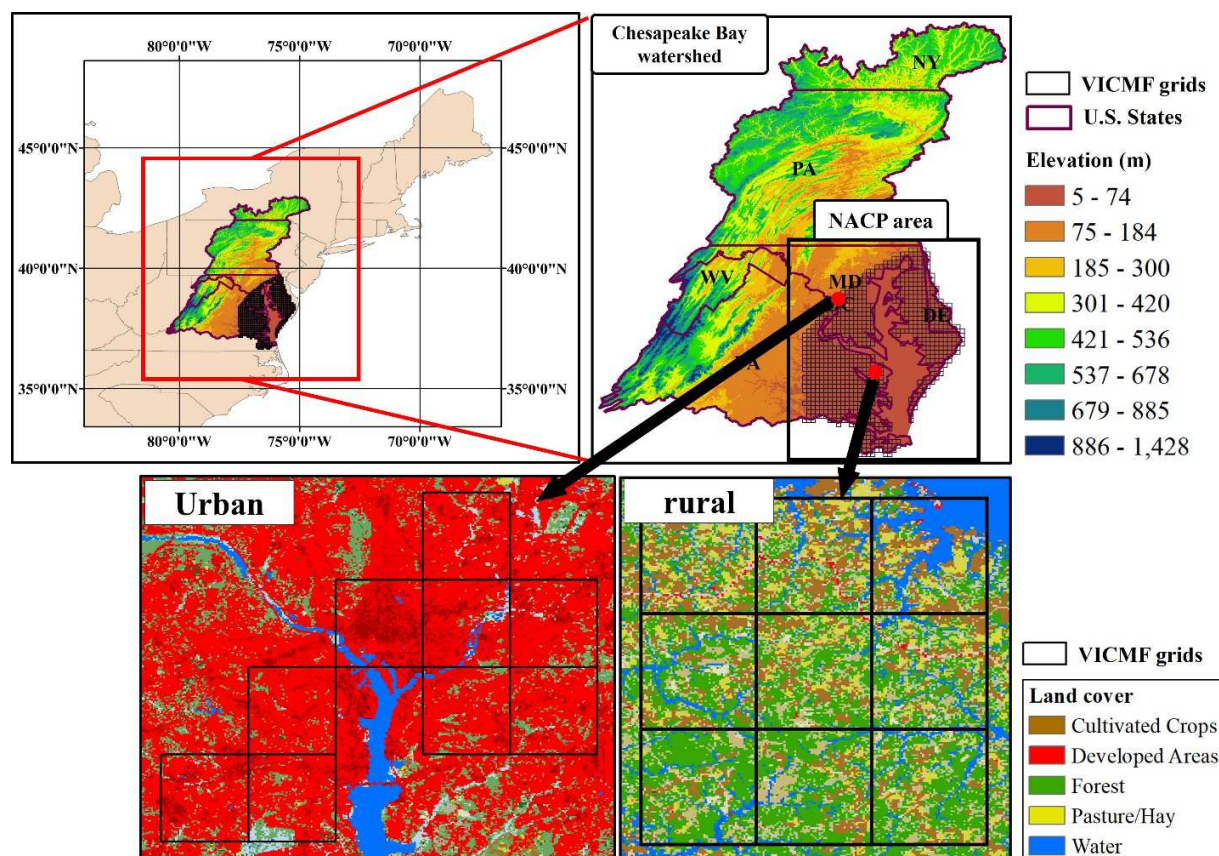 80°0'0"W 75°0'0"W 70°0'0"W
45°0'0"N 45°0'0"N
40°0'0"N 40°0'0"N
35°0'0"N 35°0'0"N
80°0'0"W 75°0'0"W 70°0'0"W
Chesapeake Bay
watershed
NY
PA
NACP area
WV
MD
DE
VICMF grids
U.S. States
Elevation (m)
5 - 74
75 - 184
185 - 300
301 - 420
421 - 536
537 - 678
679 - 885
886 - 1,428
Urban
rural
VICMF grids
Land cover
Cultivated Crops
Developed Areas
Forest
Pasture/Hay
Water